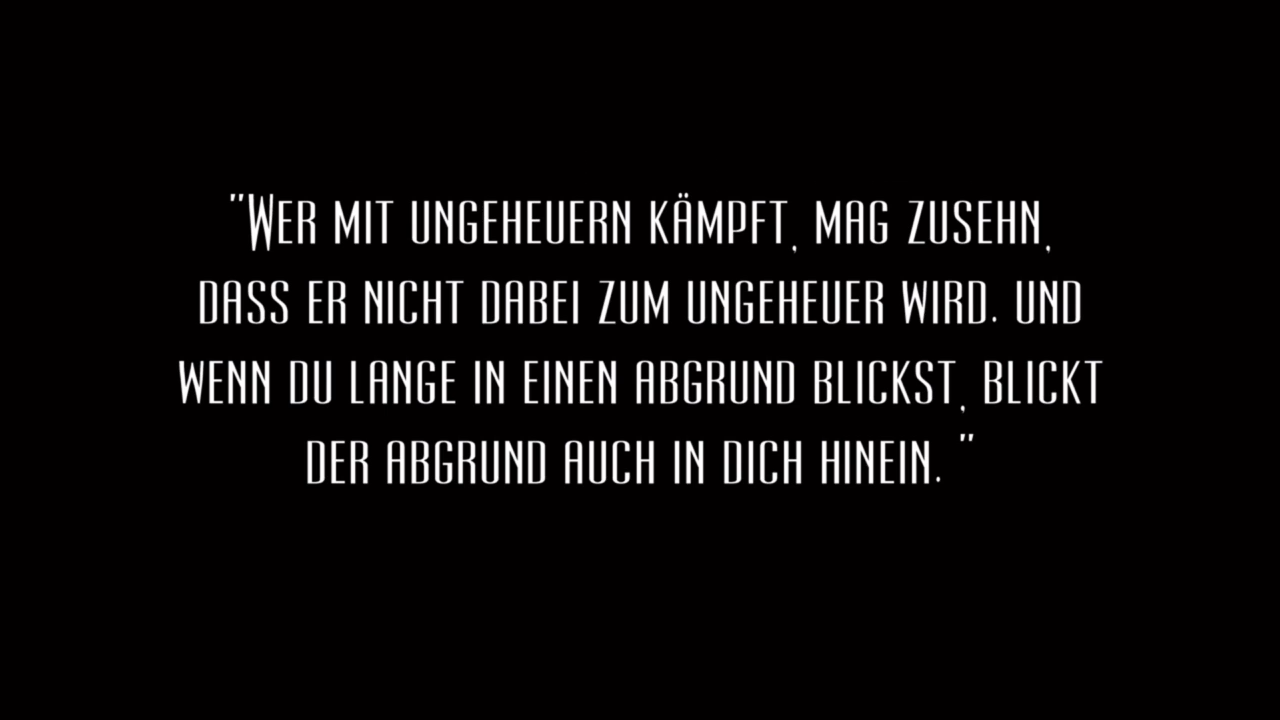 "Wer mit ungeheuern kämpft, mag zusehn,
dass er nicht dabei zum ungeheuer wird. und
wenn du lange in einen abgrund blickst, blickt
der abgrund auch in dich hinein. "